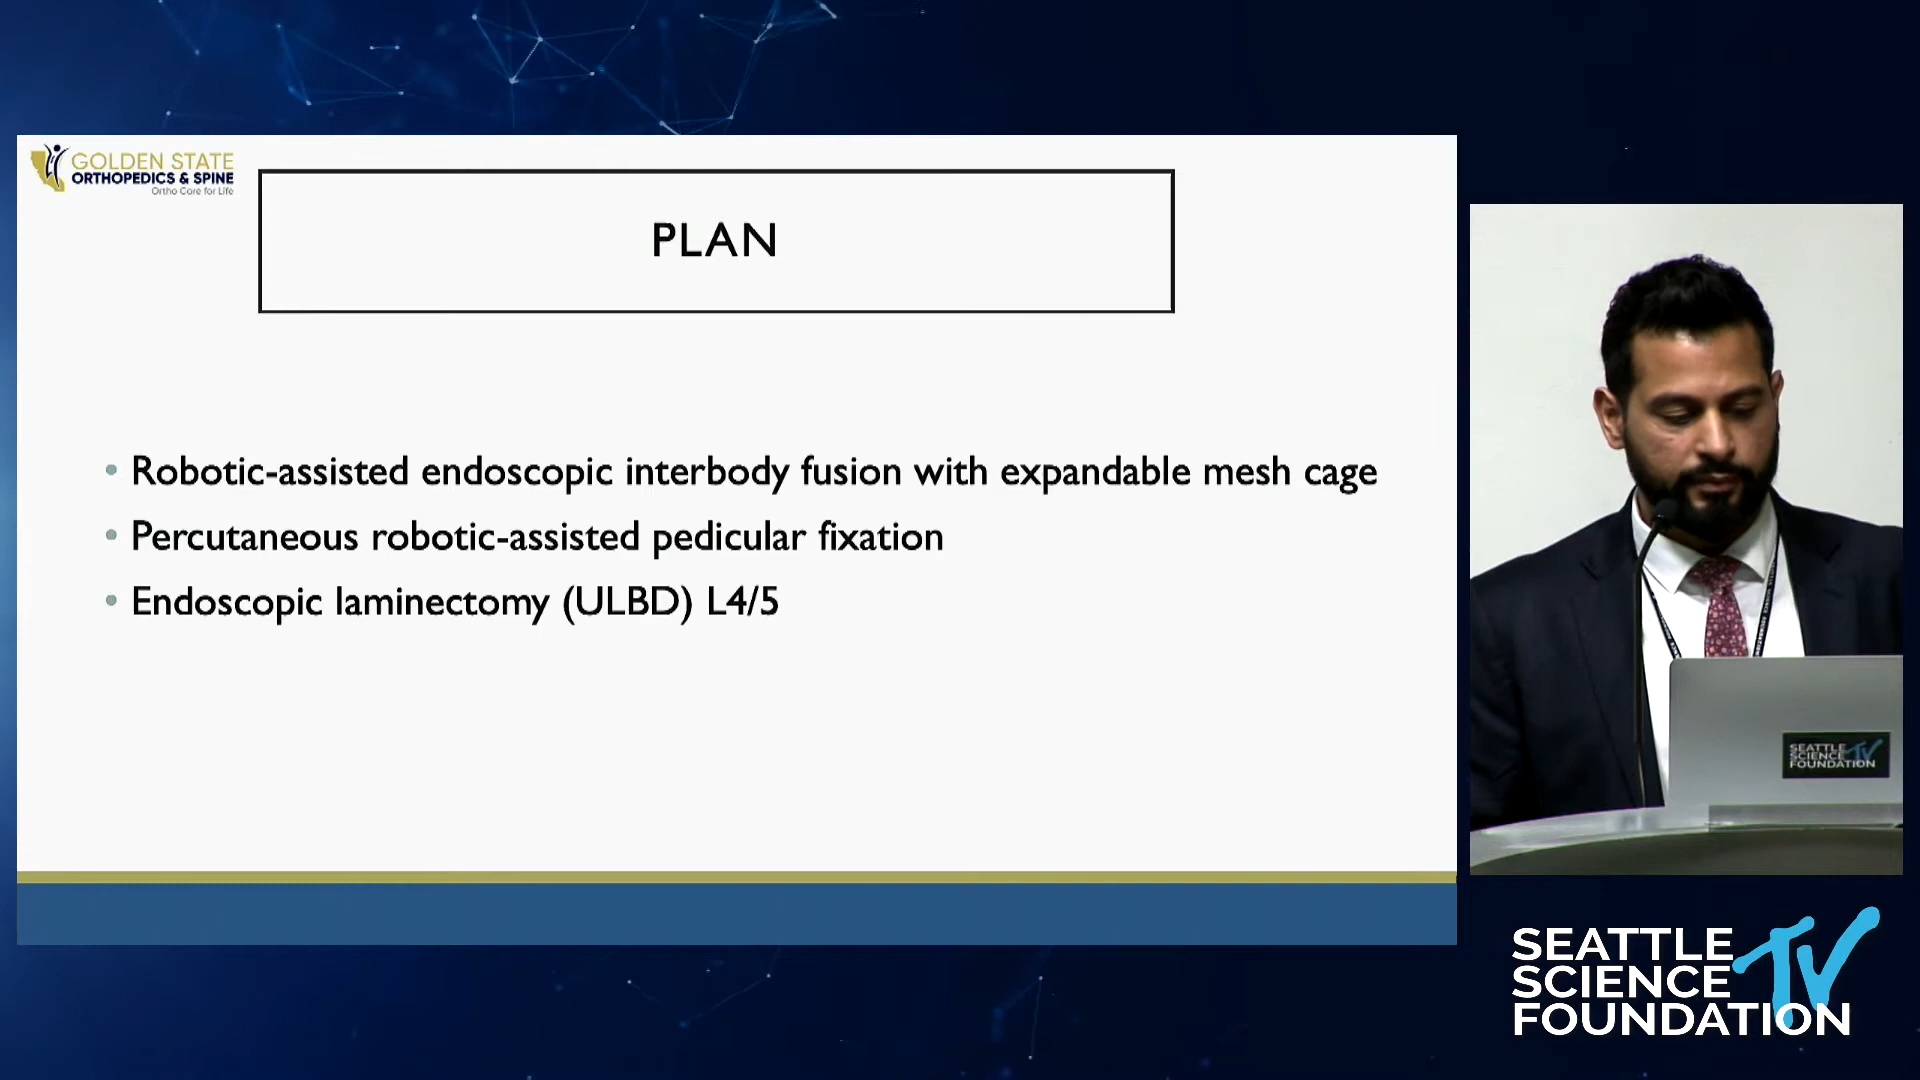 GOLDEN STATE
ORTHOPEDICS & SPINE
Ortho Care for Life
PLAN
• Robotic-assisted endoscopic interbody fusion with expandable mesh cage
• Percutaneous robotic-assisted pedicular fixation
• Endoscopic laminectomy (ULBD) L4/5
SEATTLE
SCIENCE TV
FOUNDATION
SEATTLE
SCIENCE TV
FOUNDATION